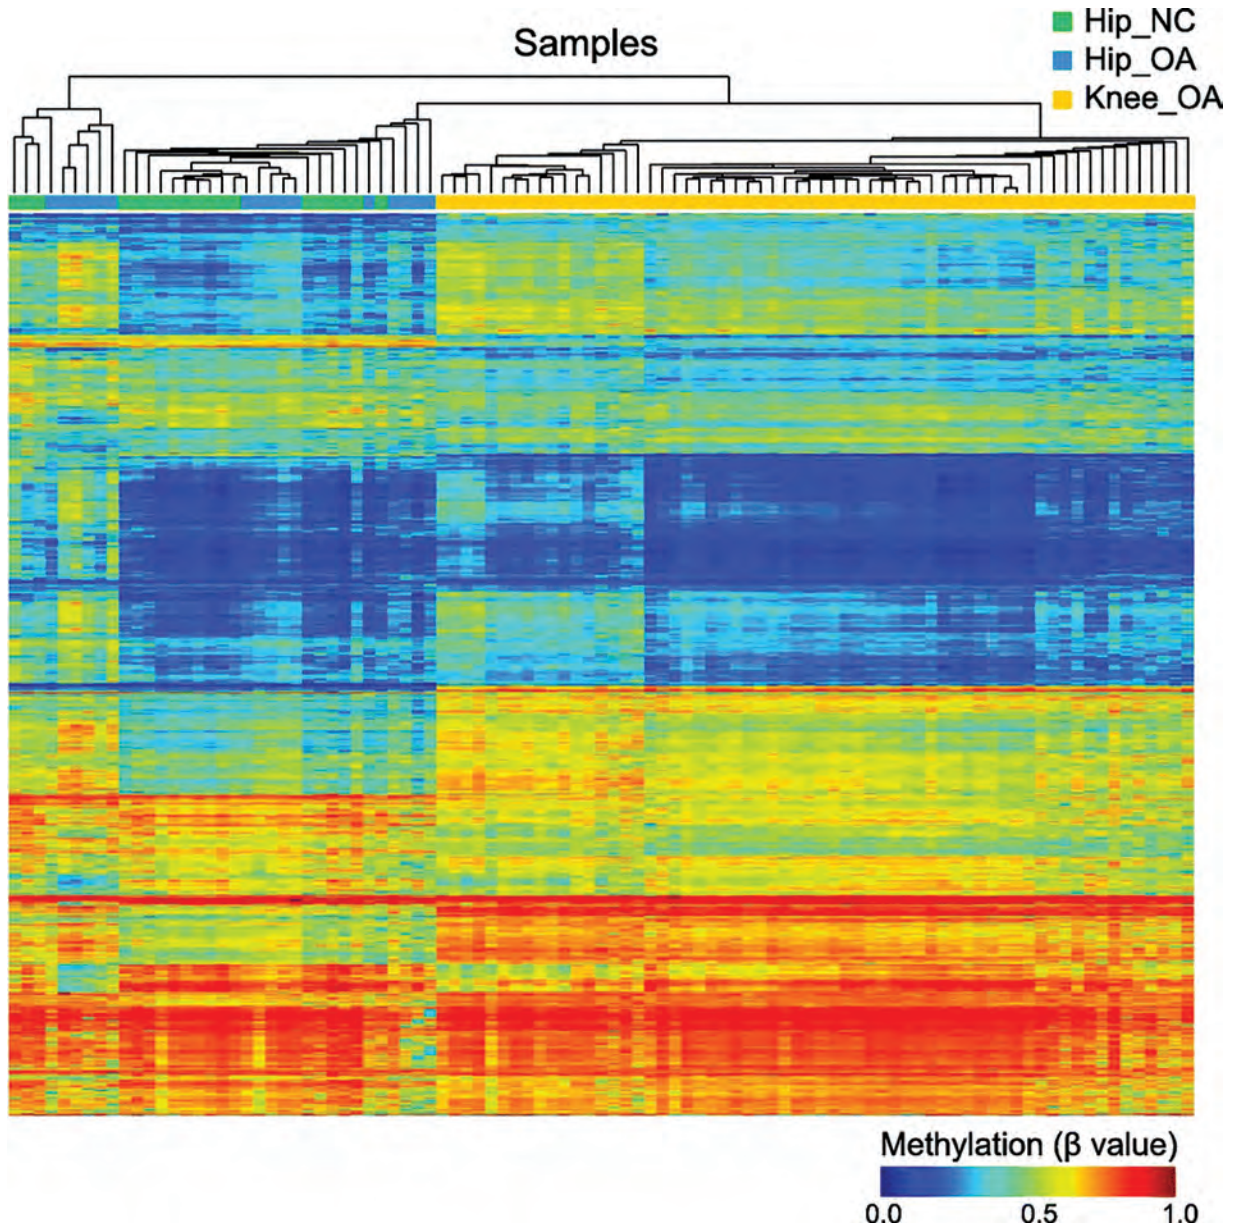 Samples
Hip_NC
Hip_OA
Knee_OA
Methylation (β value)
0.0 0.5 1.0